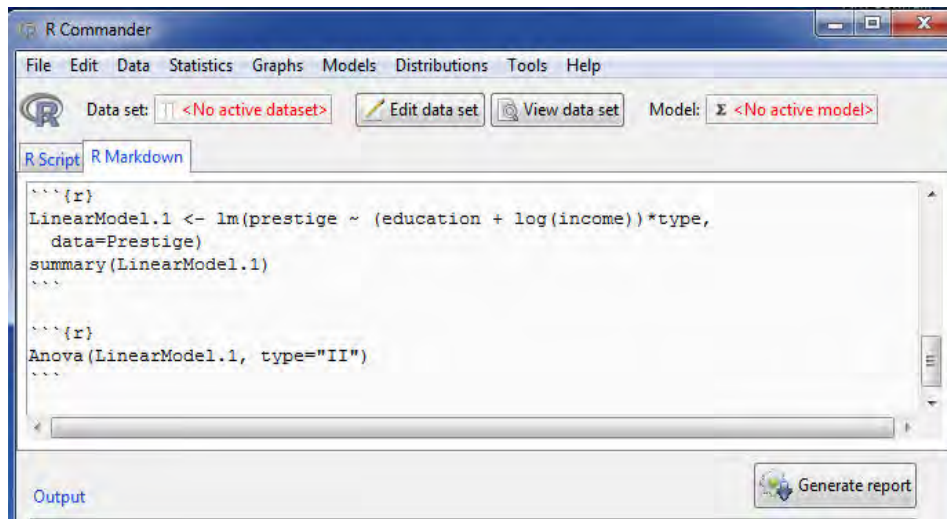 R Commander
File Edit Data Statistics Graphs Models Distributions Tools Help
R Data set: <No active dataset> Edit data set View data set Model: Σ <No active model>
R Script R Markdown
```{r}
LinearModel.1 <- lm(prestige ~ (education + log(income))*type,
  data=Prestige)
summary(LinearModel.1)
```
```{r}
Anova(LinearModel.1, type="II")
```
Generate report
Output